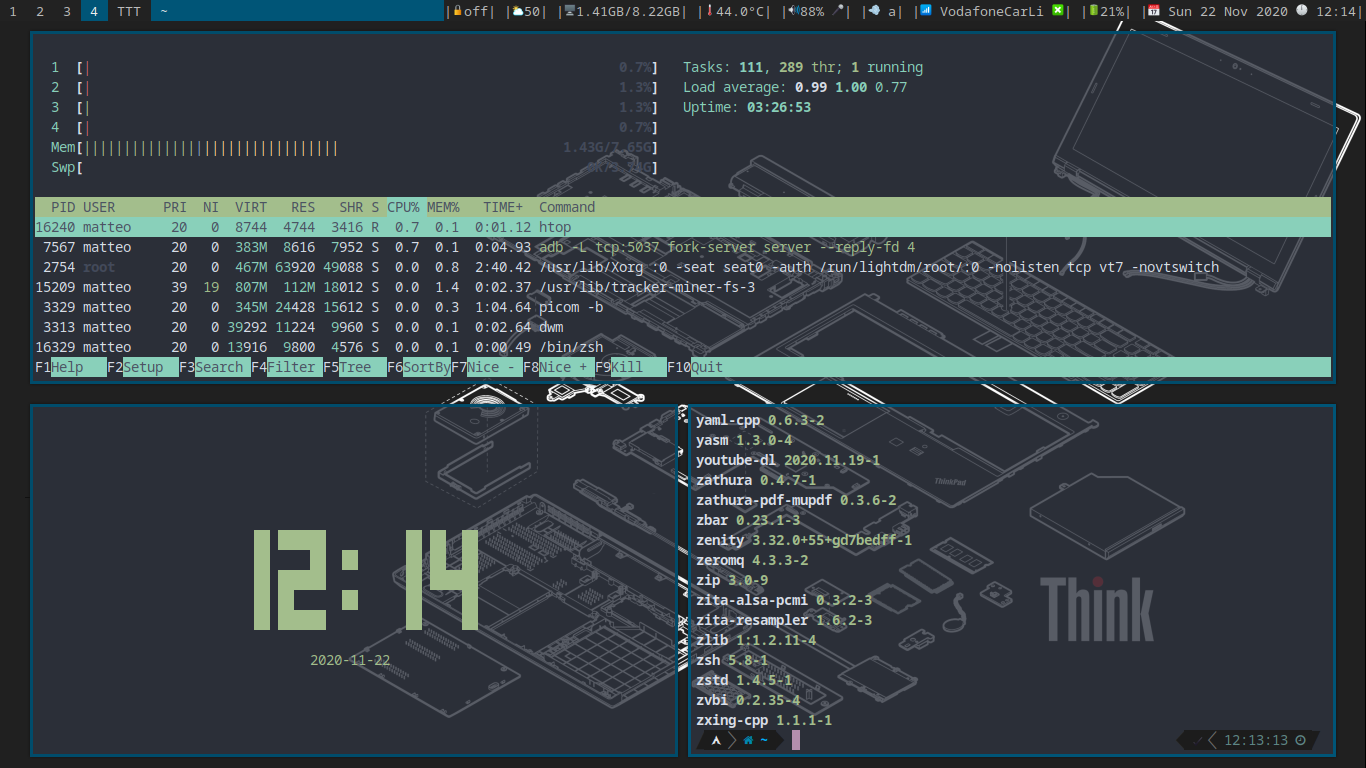 1 2 3 4 TTT ~ |off| |50| |1.41GB/8.22GB| |44.0°C| |88% | | a| | VodafoneCarLi | |21%| | Sun 22 Nov 2020 12:14|
1 [| 0.7%] Tasks: 111, 289 thr; 1 running
2 [| 1.3%] Load average: 0.99 1.00 0.77
3 [| 1.3%] Uptime: 03:26:53
4 [| 0.7%]
Mem[|||||||||||||||||||||||||||||||| 1.43G/7.65G]
Swp[ ]
PID USER PRI NI VIRT RES SHR S CPU% MEM% TIME+ Command
16240 matteo 20 0 8744 4744 3416 R 0.7 0.1 0:01.12 htop
7567 matteo 20 0 383M 8616 7952 S 0.7 0.1 0:04.93 adb -L tcp:5037 fork-server server --reply-fd 4
2754 root 20 0 467M 63920 49088 S 0.0 0.8 2:40.42 /usr/lib/Xorg :0 -seat seat0 -auth /run/lightdm/root/:0 -nolisten tcp vt7 -novtswitch
15209 matteo 39 19 807M 112M 18012 S 0.0 1.4 0:02.37 /usr/lib/tracker-miner-fs-3
3329 matteo 20 0 345M 24428 15612 S 0.0 0.3 1:04.64 picom -b
3313 matteo 20 0 39292 11224 9960 S 0.0 0.1 0:02.64 dwm
16329 matteo 20 0 13916 9800 4576 S 0.0 0.1 0:00.49 /bin/zsh
F1Help F2Setup F3Search F4Filter F5Tree F6SortBy F7Nice - F8Nice + F9Kill F10Quit
12:14
2020-11-22
yaml-cpp 0.6.3-2
yasm 1.3.0-4
youtube-dl 2020.11.19-1
zathura 0.4.7-1
zathura-pdf-mupdf 0.3.6-2
zbar 0.23.1-3
zenity 3.32.0+55+gd7bedff-1
zeromq 4.3.3-2
zip 3.0-9
zita-alsa-pcmi 0.3.2-3
zita-resampler 1.6.2-3
zlib 1:1.2.11-4
zsh 5.8-1
zstd 1.4.5-1
zvbi 0.2.35-4
zxing-cpp 1.1.1-1
~ 12:13:13
ThinkPad
Think